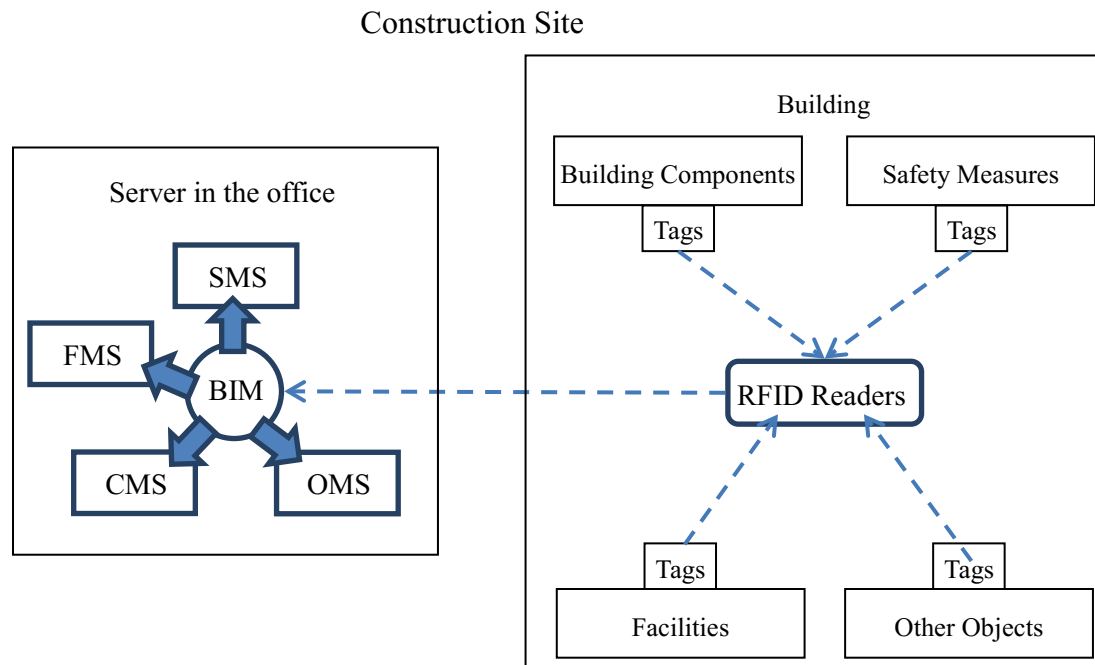 Construction Site
Building
Building Components
Safety Measures
Tags
Tags
Server in the office
SMS
FMS
BIM
CMS
OMS
RFID Readers
Tags
Tags
Facilities
Other Objects